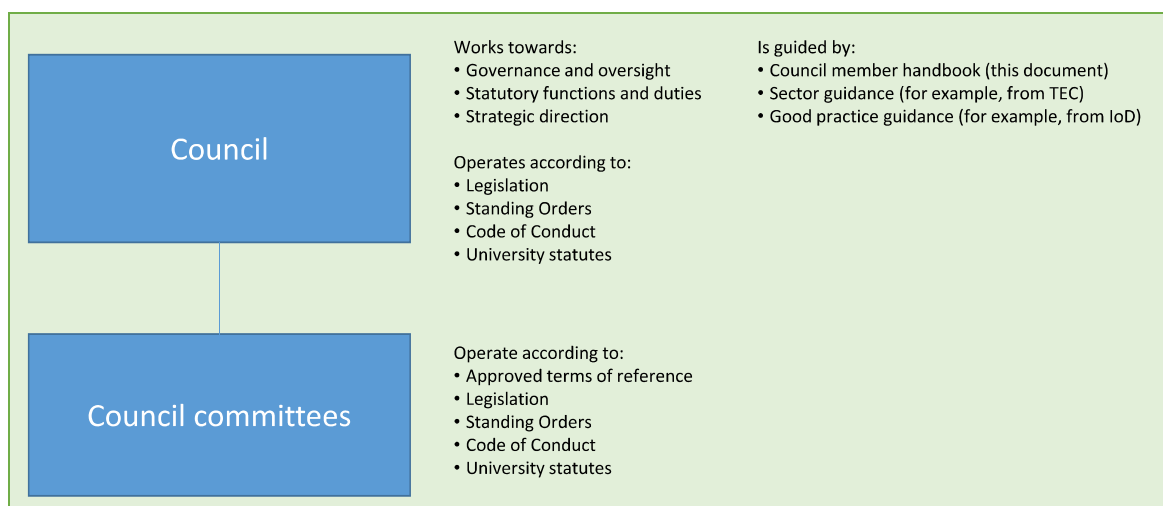 Council
Works towards:
• Governance and oversight
• Statutory functions and duties
• Strategic direction
Operates according to:
• Legislation
• Standing Orders
• Code of Conduct
• University statutes
Is guided by:
• Council member handbook (this document)
• Sector guidance (for example, from TEC)
• Good practice guidance (for example, from IoD)
Council committees
Operate according to:
• Approved terms of reference
• Legislation
• Standing Orders
• Code of Conduct
• University statutes